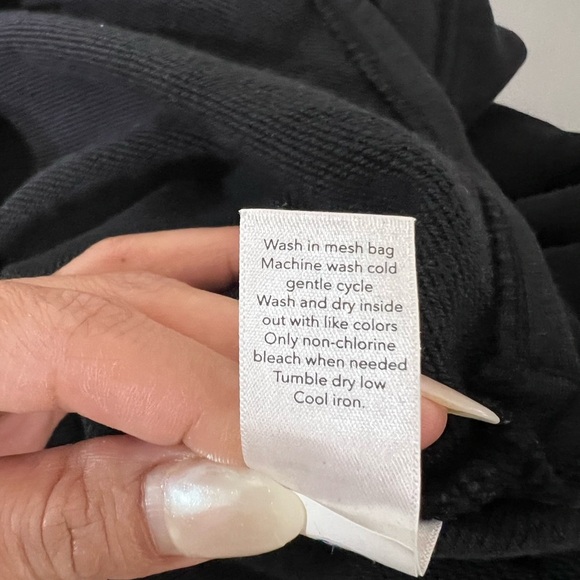 Wash in mesh bag
Machine wash cold
gentle cycle
Wash and dry inside
out with like colors
Only non-chlorine
bleach when needed
Tumble dry low
Cool iron.